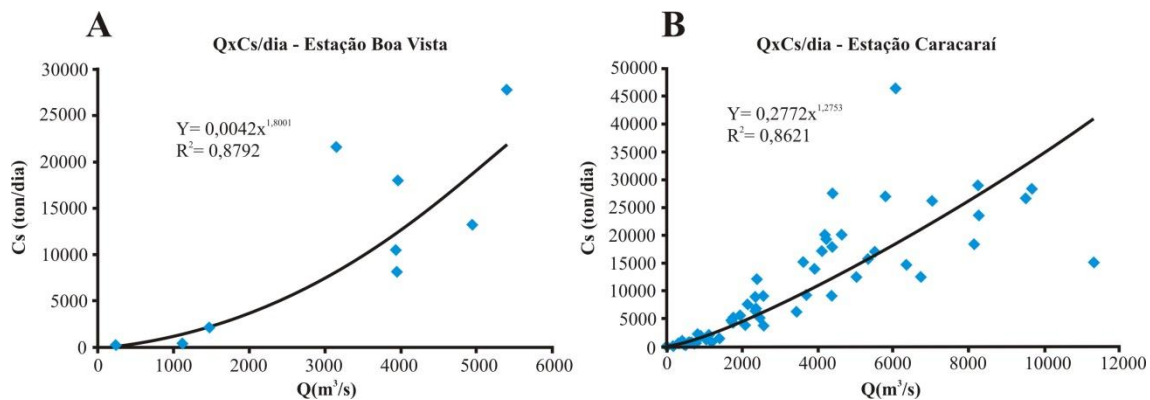 A
QxCs/dia - Estação Boa Vista
30000
25000
20000
15000
10000
5000
0
Cs (ton/dia)
Y= 0,0042x^1,8001
R²= 0,8792
0 1000 2000 3000 4000 5000 6000
Q(m³/s)
B
QxCs/dia - Estação Caracaraí
50000
45000
40000
35000
30000
25000
20000
15000
10000
5000
0
Cs (ton/dia)
Y= 0,2772x^1,2753
R²= 0,8621
0 2000 4000 6000 8000 10000 12000
Q(m³/s)